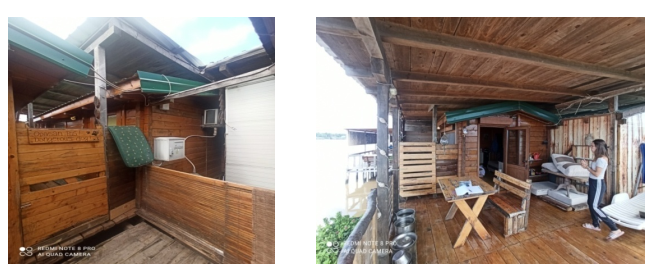 REDMI NOTE 8 PRO
AI QUAD CAMERA
REDMI NOTE 8 PRO
AI QUAD CAMERA